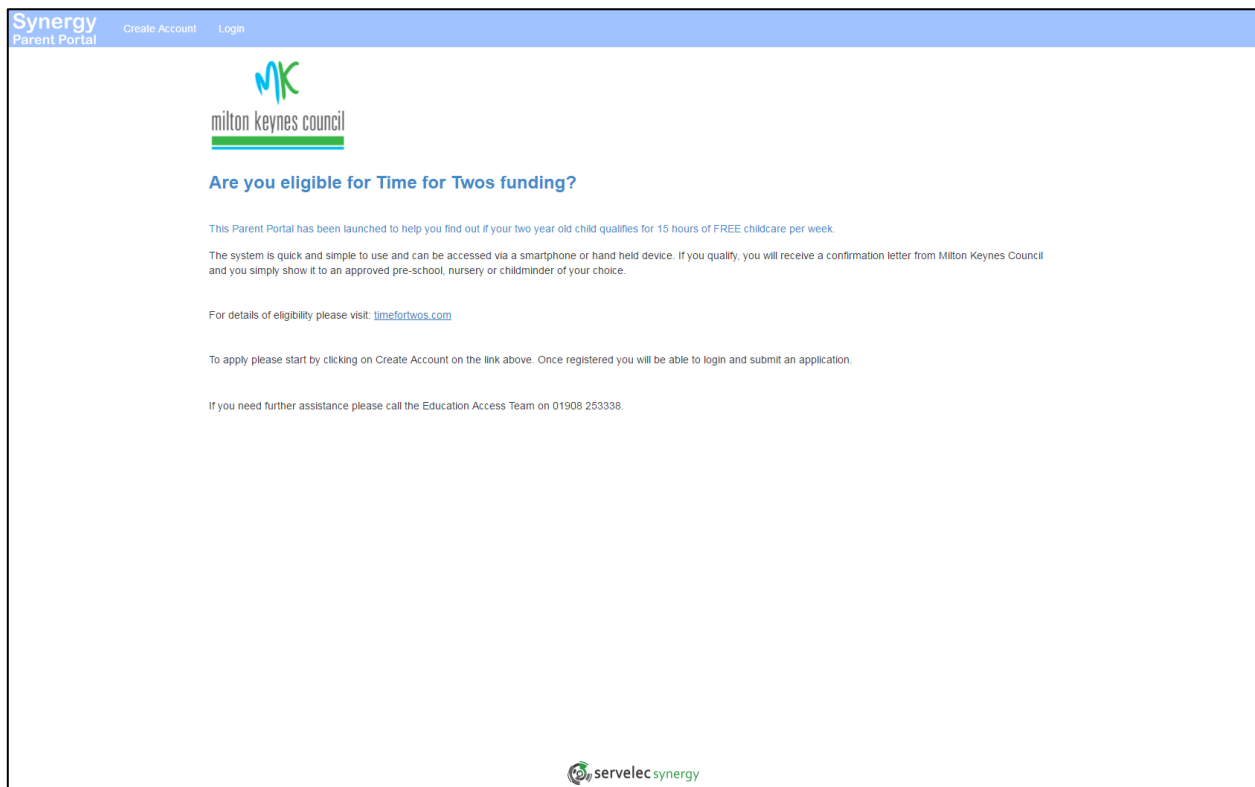 Synergy
Parent Portal
Create Account Login
MK
milton keynes council
Are you eligible for Time for Twos funding?
This Parent Portal has been launched to help you find out if your two year old child qualifies for 15 hours of FREE childcare per week.
The system is quick and simple to use and can be accessed via a smartphone or hand held device. If you qualify, you will receive a confirmation letter from Milton Keynes Council
and you simply show it to an approved pre-school, nursery or childminder of your choice.
For details of eligibility please visit: timefortwos.com
To apply please start by clicking on Create Account on the link above. Once registered you will be able to login and submit an application.
If you need further assistance please call the Education Access Team on 01908 253338.
servelec synergy